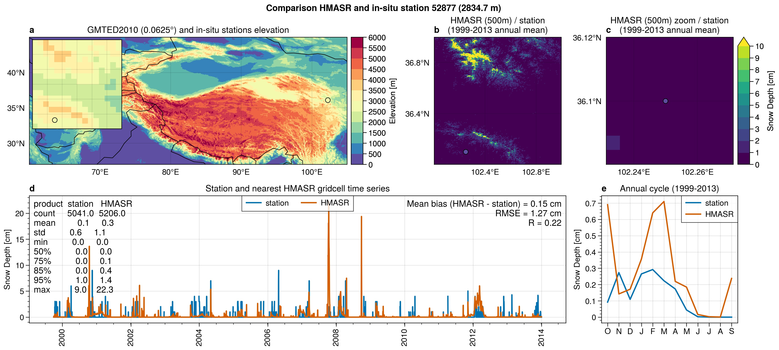 Comparison HMASR and in-situ station 52877 (2834.7 m)
a GMTED2010 (0.0625°) and in-situ stations elevation
40°N
35°N
30°N
70°E 80°E 90°E 100°E
6000
5500
5000
4500
4000
3500
3000
2500
2000
1500
1000
500
0
Elevation [m]
b HMASR (500m) / station
(1999-2013 annual mean)
36.8°N
36.4°N
102.4°E 102.8°E
c HMASR (500m) zoom / station
(1999-2013 annual mean)
36.12°N
36.1°N
102.24°E 102.26°E
10
9
8
7
6
5
4
3
2
1
0
Snow Depth [cm]
d Station and nearest HMASR gridcell time series
product station HMASR
count 5041.0 5206.0
mean 0.1 0.3
std 0.6 1.1
min 0.0 0.0
50% 0.0 0.0
75% 0.0 0.1
85% 0.0 0.4
95% 1.0 1.4
max 9.0 22.3
station HMASR
Mean bias (HMASR - station) = 0.15 cm
RMSE = 1.27 cm
R = 0.22
Snow Depth [cm]
20
15
10
5
0
2000 2002 2004 2006 2008 2010 2012 2014
e Annual cycle (1999-2013)
station
HMASR
Snow Depth [cm]
0.7
0.6
0.5
0.4
0.3
0.2
0.1
0
O N D J F M A M J J A S